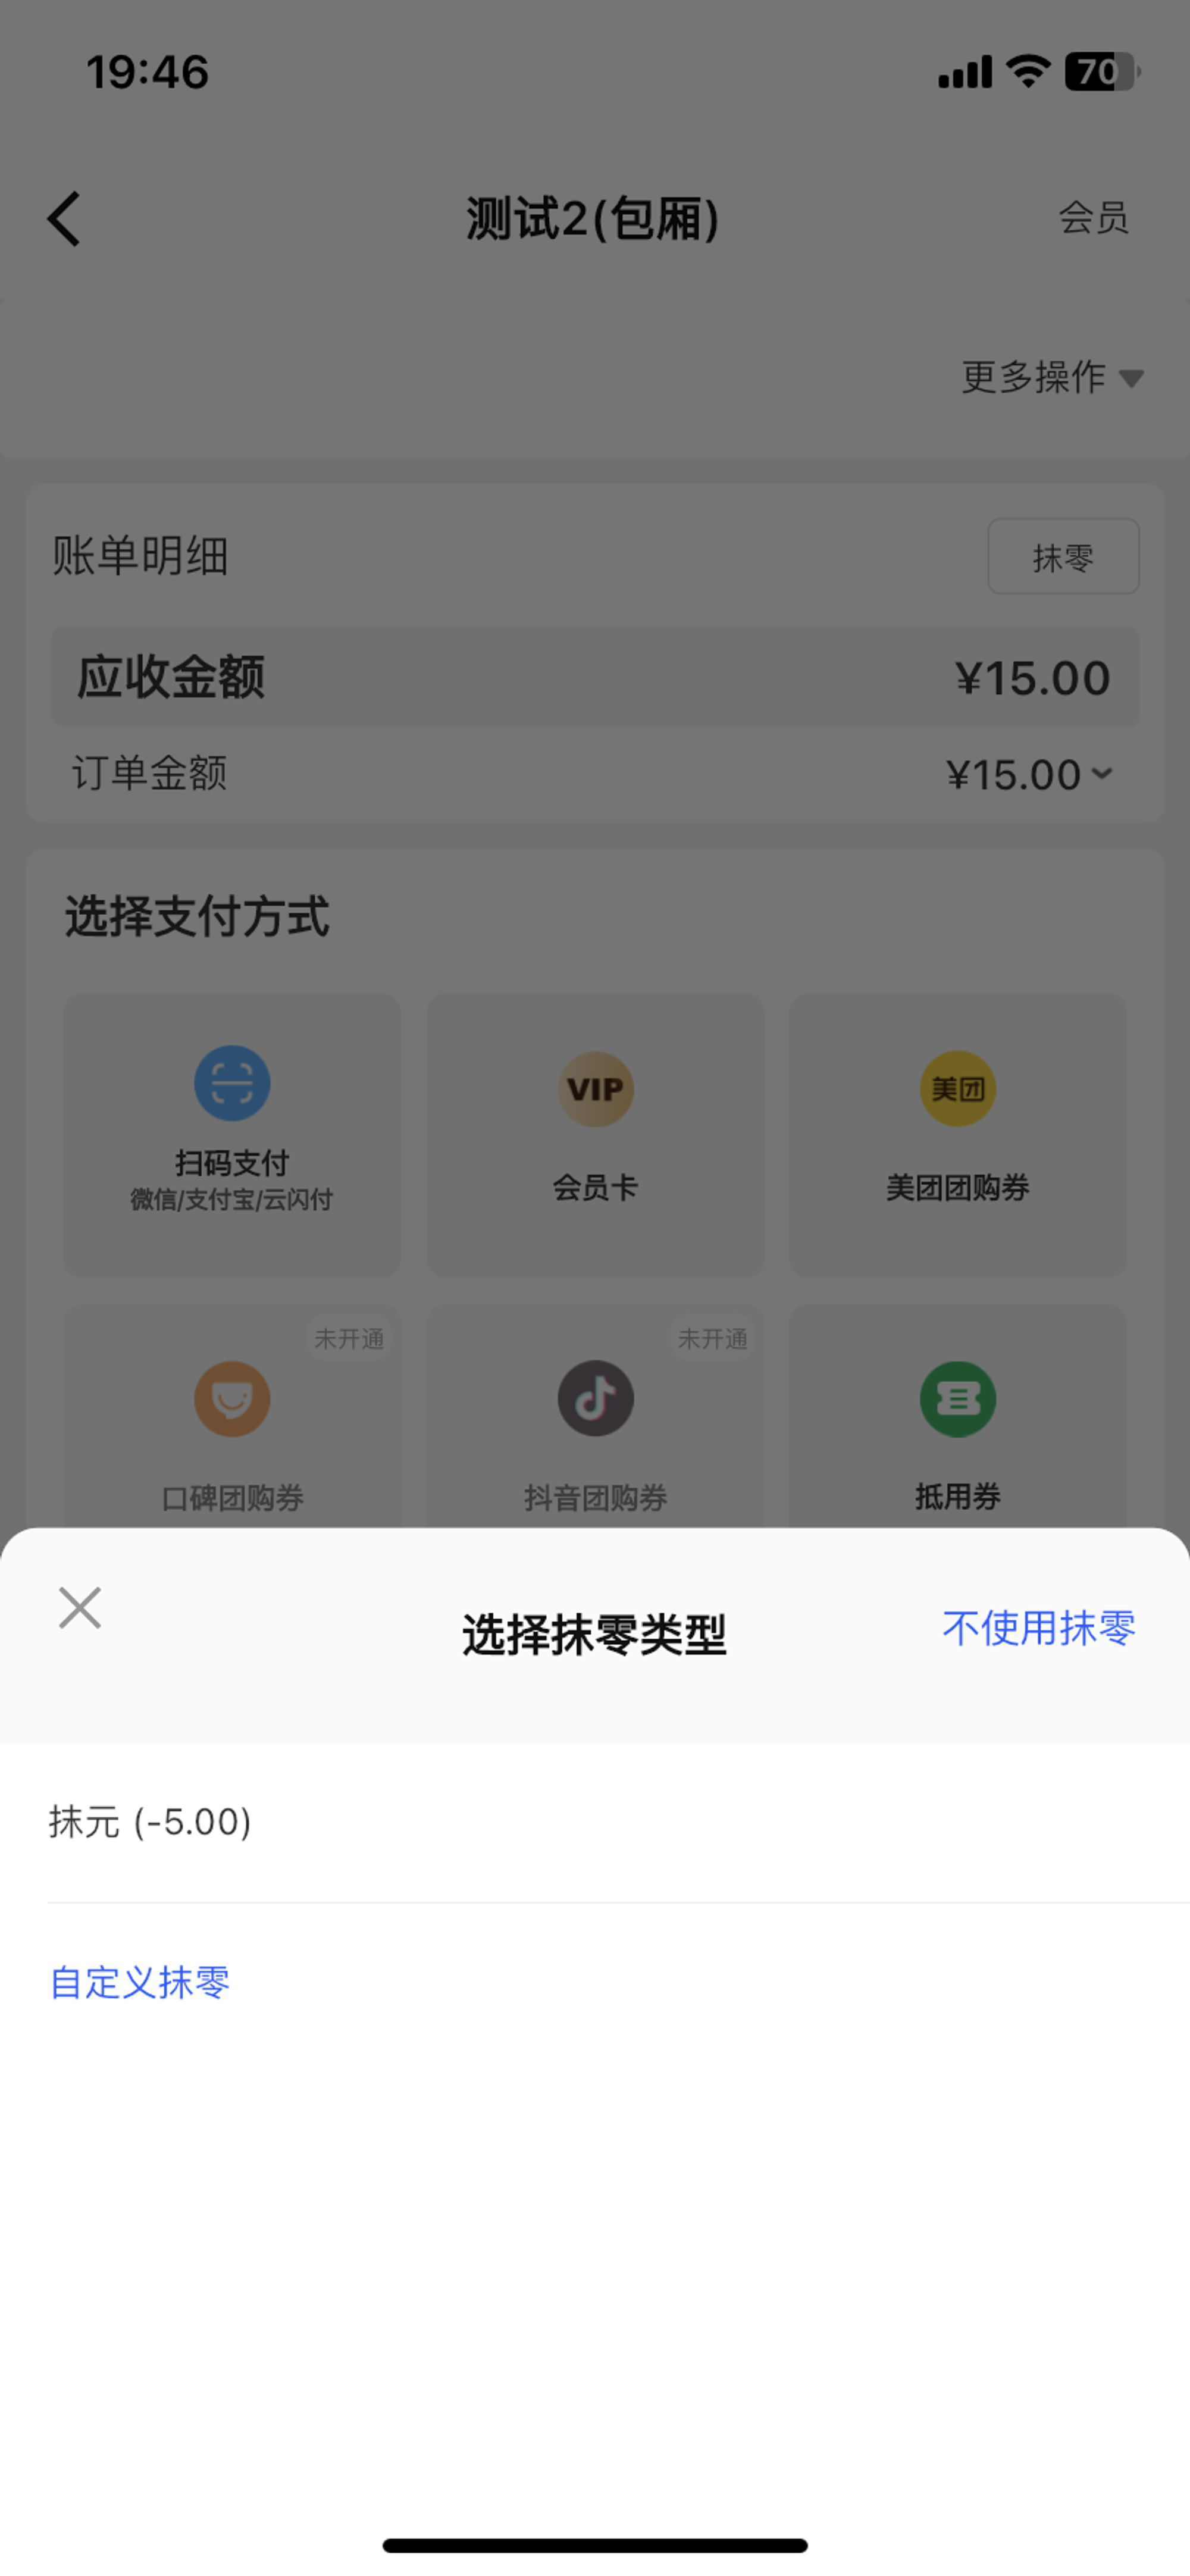 19:46
70
测试2(包厢)
会员
更多操作
账单明细
抹零
应收金额
¥15.00
订单金额
¥15.00
选择支付方式
扫码支付
微信/支付宝/云闪付
VIP
会员卡
美团
美团团购券
未开通
口碑团购券
未开通
抖音团购券
抵用券
选择抹零类型
不使用抹零
抹元 (-5.00)
自定义抹零